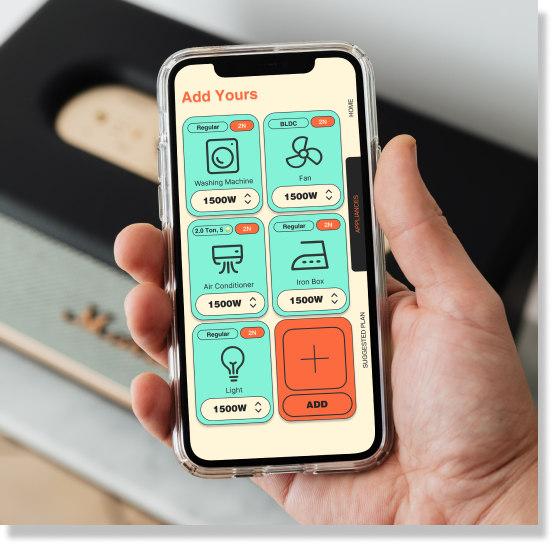 Add Yours
HOME
Regular 2N
Washing Machine
1500W
BLDC 2N
Fan
1500W
APPLIANCES
2.0 Ton, 5⭐ 2N
Air Conditioner
1500W
Regular 2N
Iron Box
1500W
SUGGESTED PLAN
Regular 2N
Light
1500W
ADD